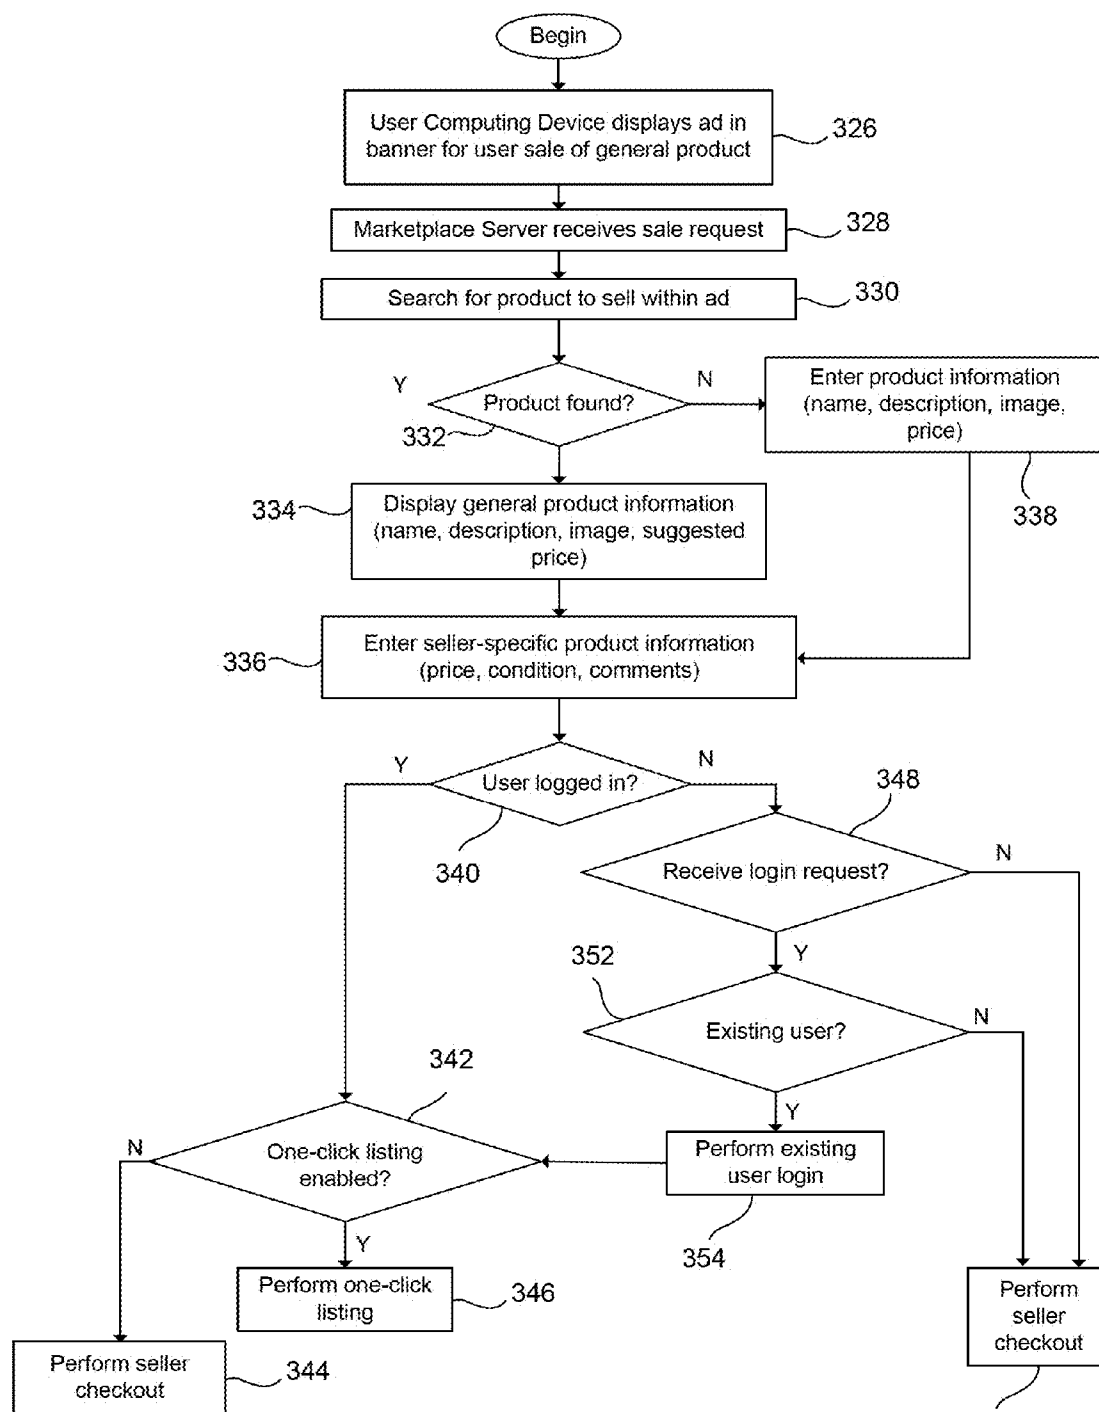 Begin
User Computing Device displays ad in
banner for user sale of general product
326
Marketplace Server receives sale request
328
Search for product to sell within ad
330
Y
Product found?
N
332
Enter product information
(name, description, image,
price)
338
334
Display general product information
(name, description, image, suggested
price)
336
Enter seller-specific product information
(price, condition, comments)
Y
User logged in?
N
340
348
Receive login request?
N
Y
352
Existing user?
N
Y
342
One-click listing
enabled?
N
Y
Perform existing
user login
354
Perform one-click
listing
346
Perform seller
checkout
344
Perform
seller
checkout